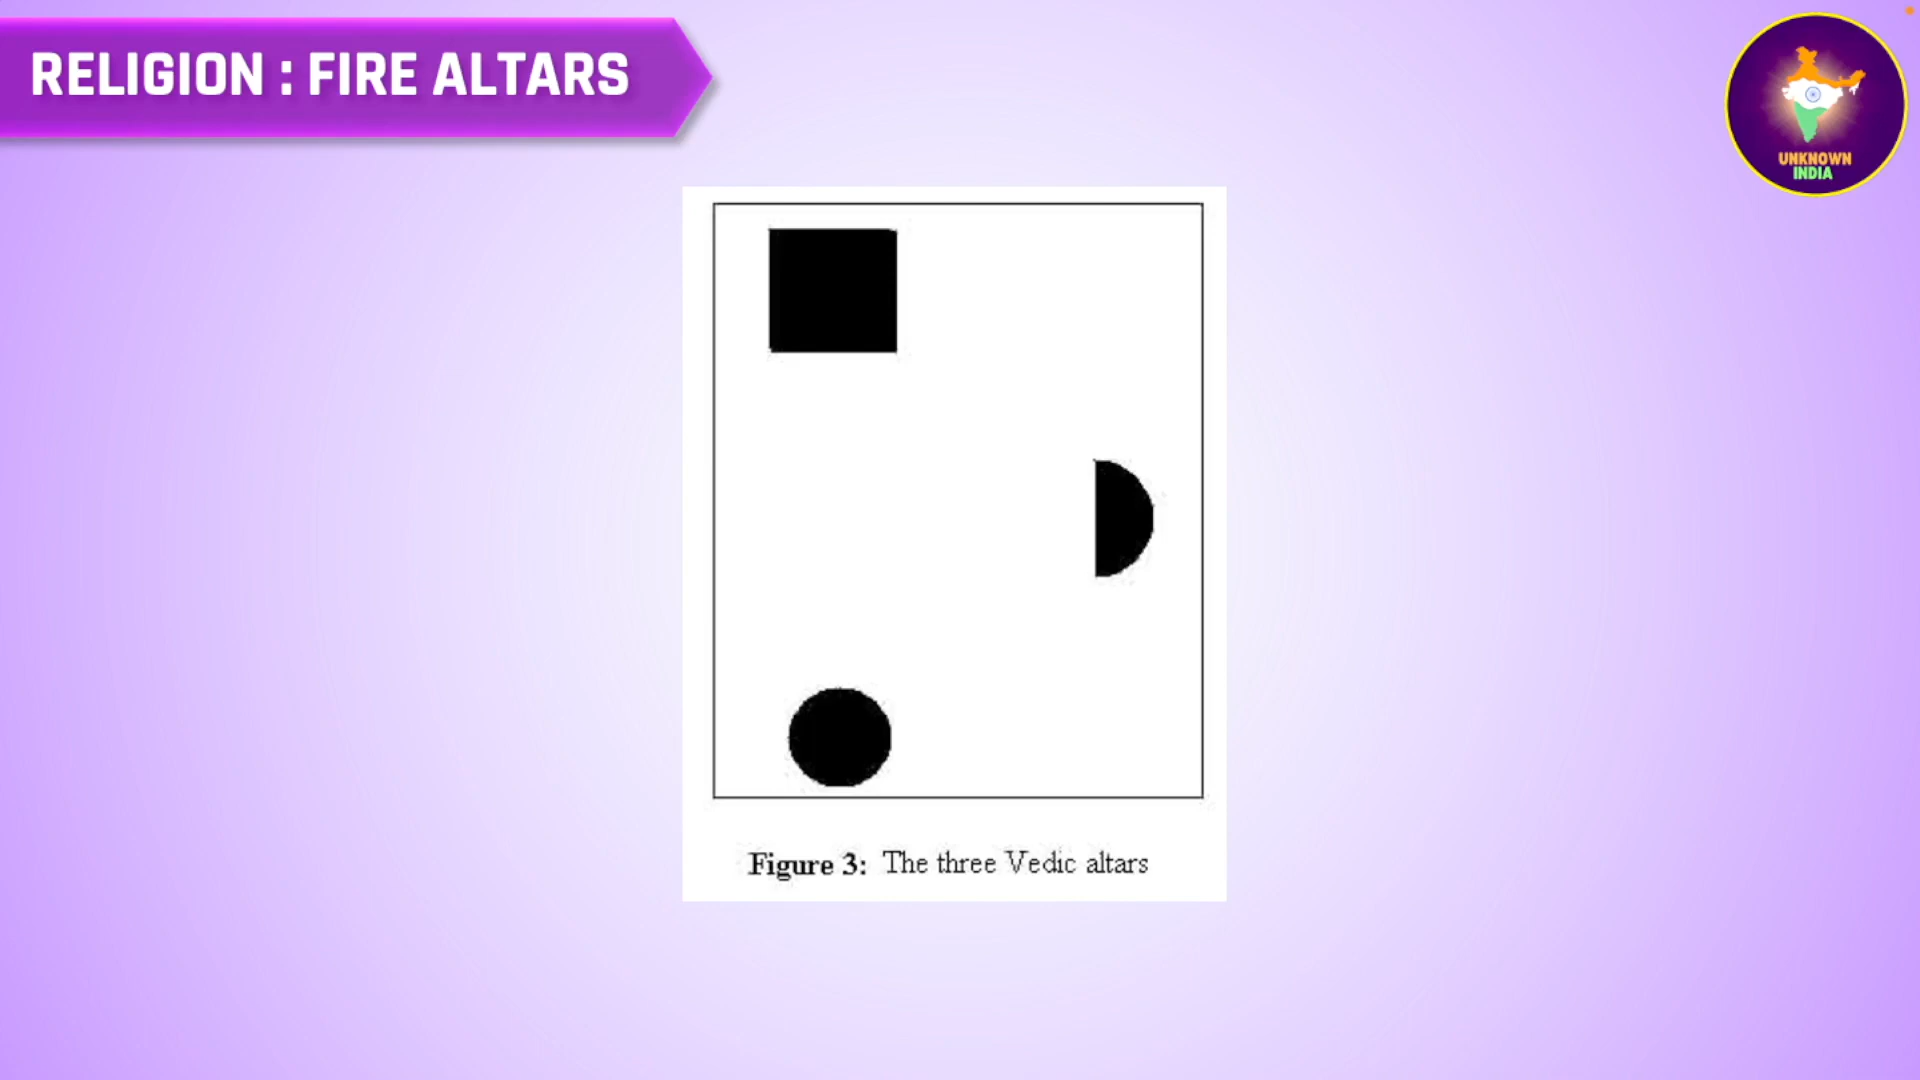 RELIGION : FIRE ALTARS
UNKNOWN
INDIA
Figure 3: The three Vedic altars